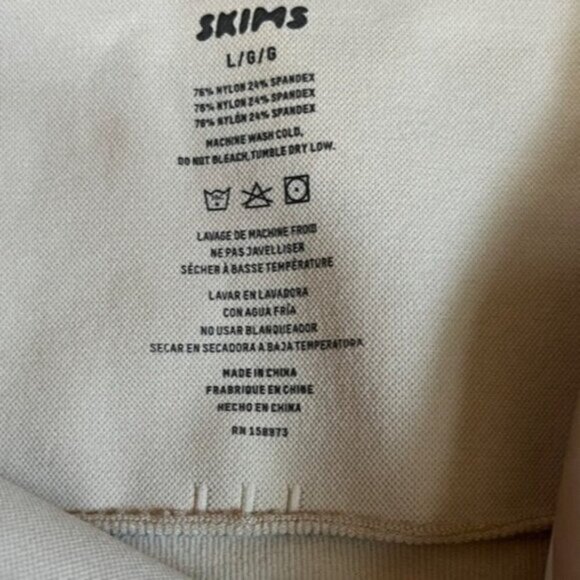 SKIMS
L/G/G
76% NYLON 24% SPANDEX
76% NYLON 24% SPANDEX
76% NYLÓN 24% SPANDEX
MACHINE WASH COLD,
DO NOT BLEACH, TUMBLE DRY LOW.
LAVAGE DE MACHINE FROID
NE PAS JAVELLISER
SÉCHER À BASSE TEMPÉRATURE
LAVAR EN LAVADORA
CON AGUA FRÍA
NO USAR BLANQUEADOR
SECAR EN SECADORA A BAJA TEMPERATURA
MADE IN CHINA
FRABRIQUE EN CHINE
HECHO EN CHINA
RN 158973